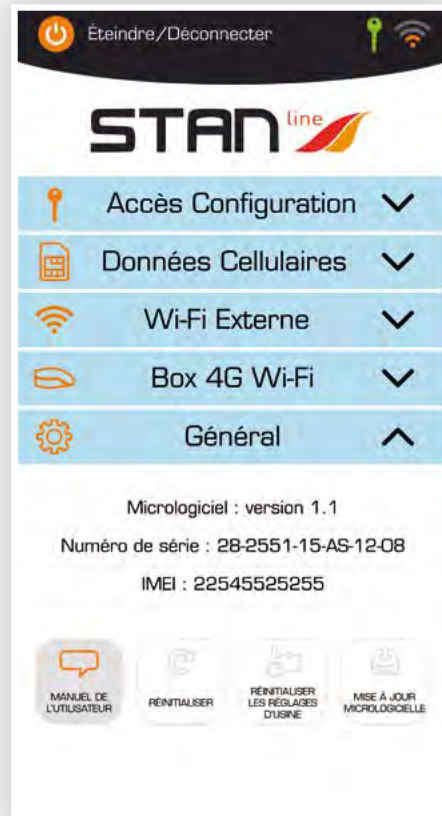 Éteindre/Déconnecter
STAN line
Accès Configuration
Données Cellulaires
Wi-Fi Externe
Box 4G Wi-Fi
Général
Micrologiciel : version 1.1
Numéro de série : 28-2551-15-AS-12-08
IMEI : 22545525255
MANUEL DE
L'UTILISATEUR
RÉINITIALISER
RÉINITIALISER
LES RÉGLAGES
D'USINE
MISE À JOUR
MICROLOGICIELLE